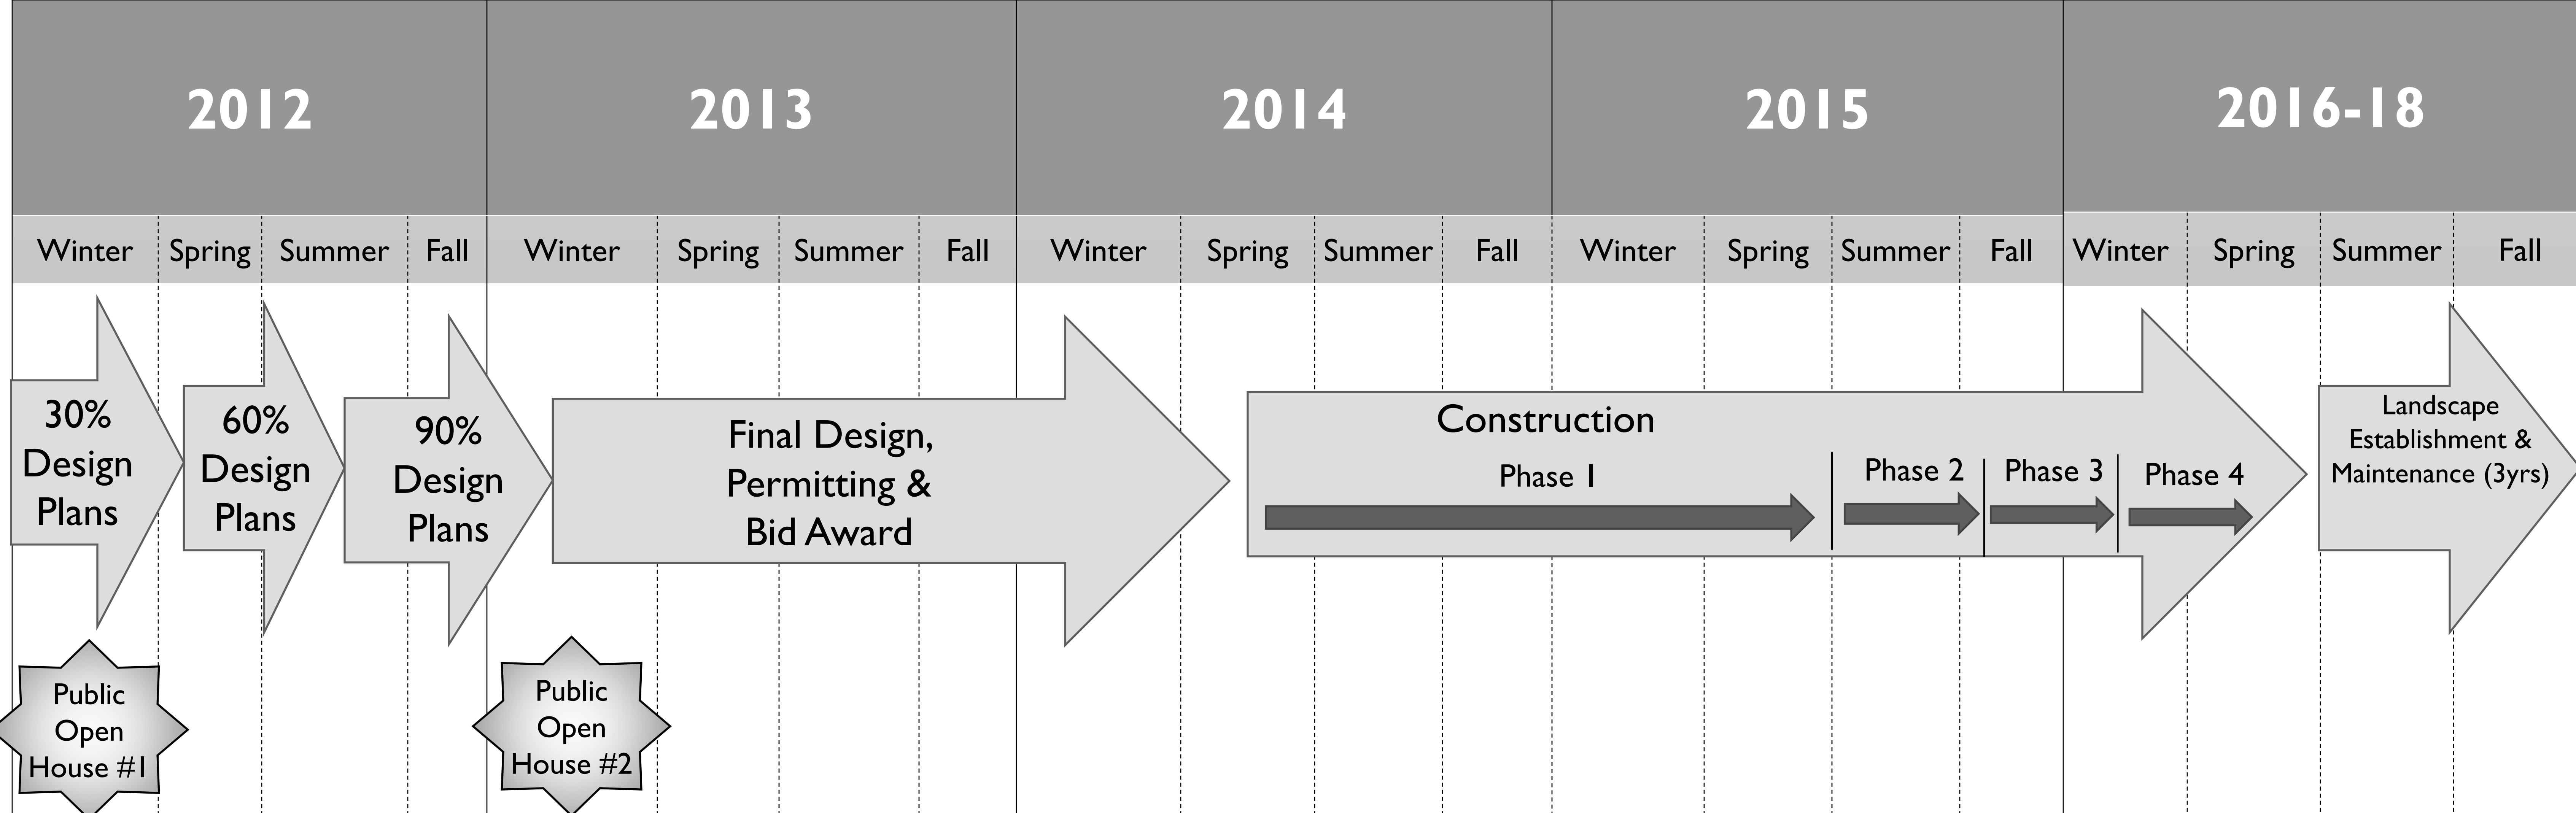 2012
2013
2014
2015
2016-18
Winter
Spring
Summer
Fall
Winter
Spring
Summer
Fall
Winter
Spring
Summer
Fall
Winter
Spring
Summer
Fall
Winter
Spring
Summer
Fall
30%
Design
Plans
60%
Design
Plans
90%
Design
Plans
Final Design,
Permitting &
Bid Award
Construction
Phase 1
Phase 2
Phase 3
Phase 4
Landscape
Establishment &
Maintenance (3yrs)
Public
Open
House #1
Public
Open
House #2